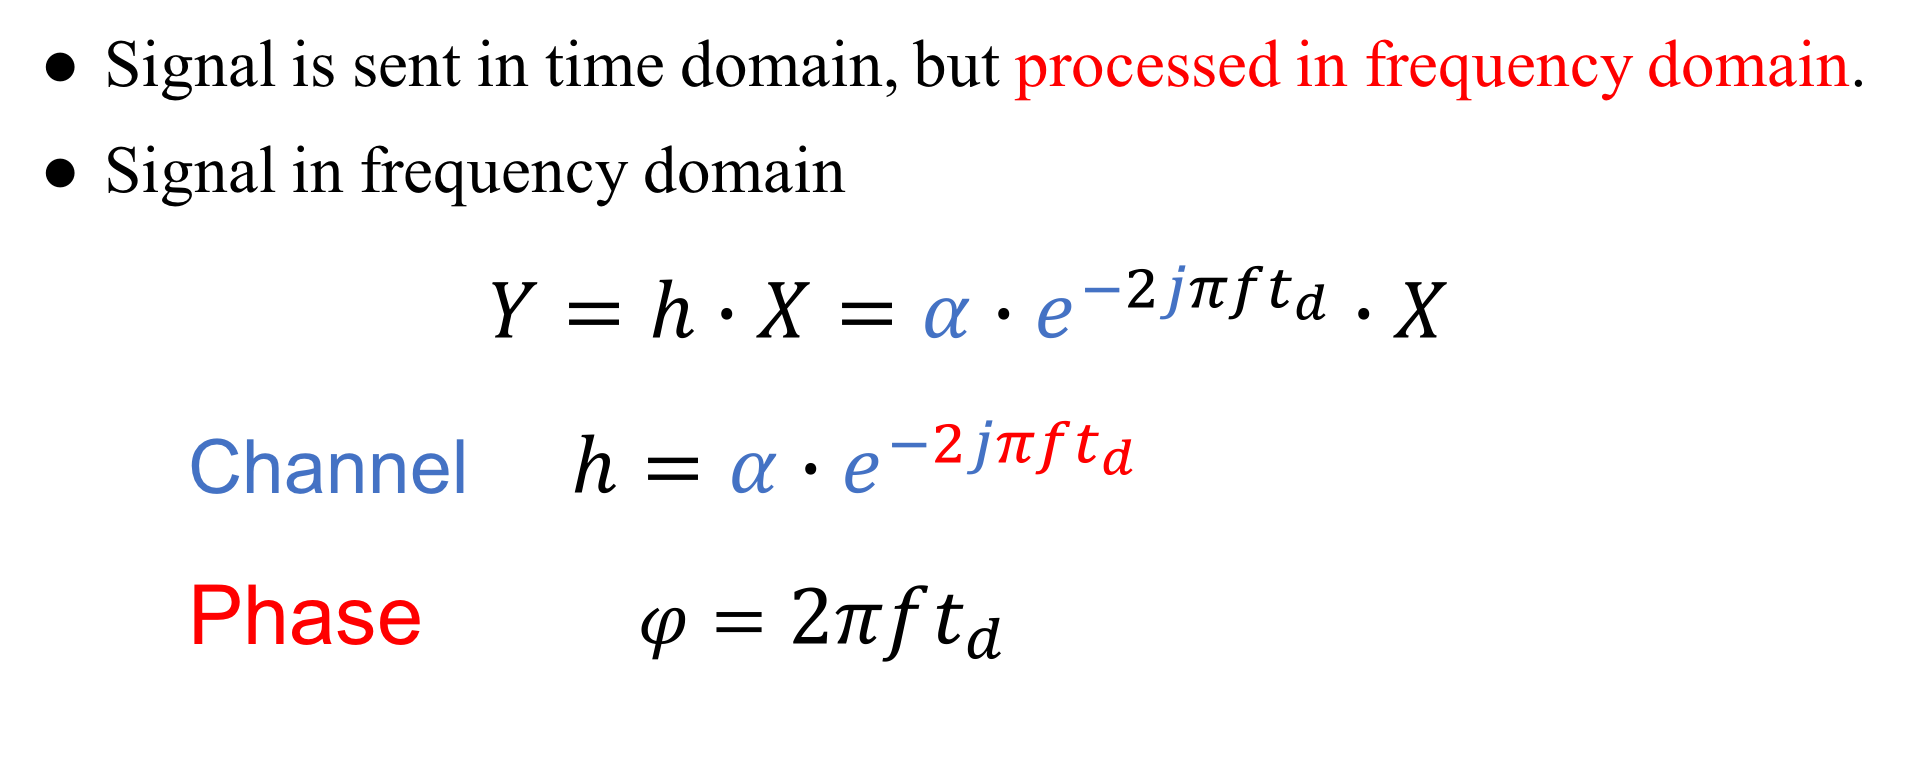 ● Signal is sent in time domain, but processed in frequency domain.
● Signal in frequency domain
Y = h · X = α · e^{−2jπft_d} · X
Channel h = α · e^{−2jπft_d}
Phase φ = 2πft_d